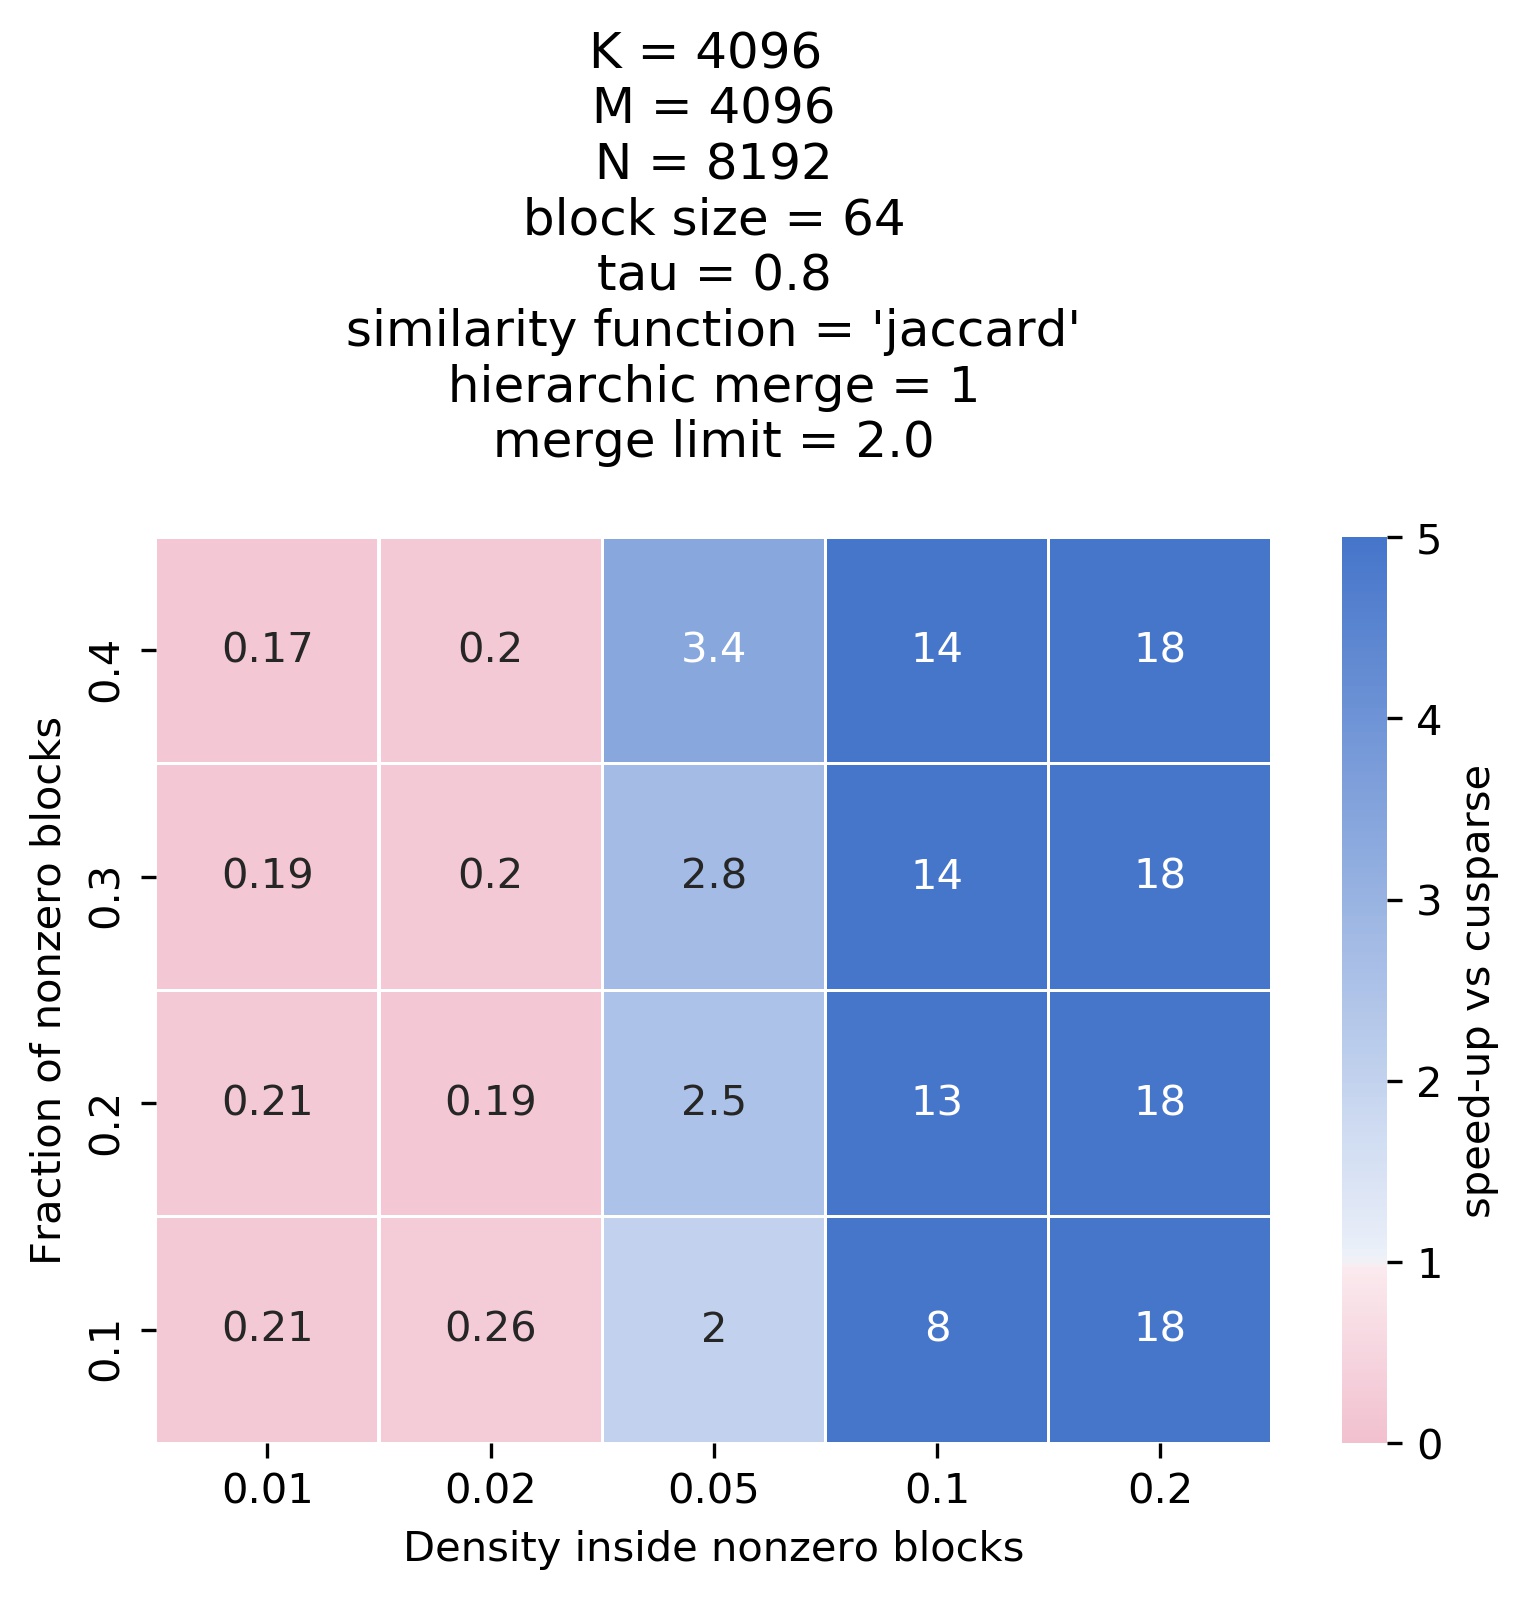 K = 4096
M = 4096
N = 8192
block size = 64
tau = 0.8
similarity function = 'jaccard'
hierarchic merge = 1
merge limit = 2.0
Fraction of nonzero blocks
0.4
0.17 0.2 3.4 14 18
0.3
0.19 0.2 2.8 14 18
0.2
0.21 0.19 2.5 13 18
0.1
0.21 0.26 2 8 18
0.01 0.02 0.05 0.1 0.2
Density inside nonzero blocks
5
4
3
2
1
0
speed-up vs cusparse